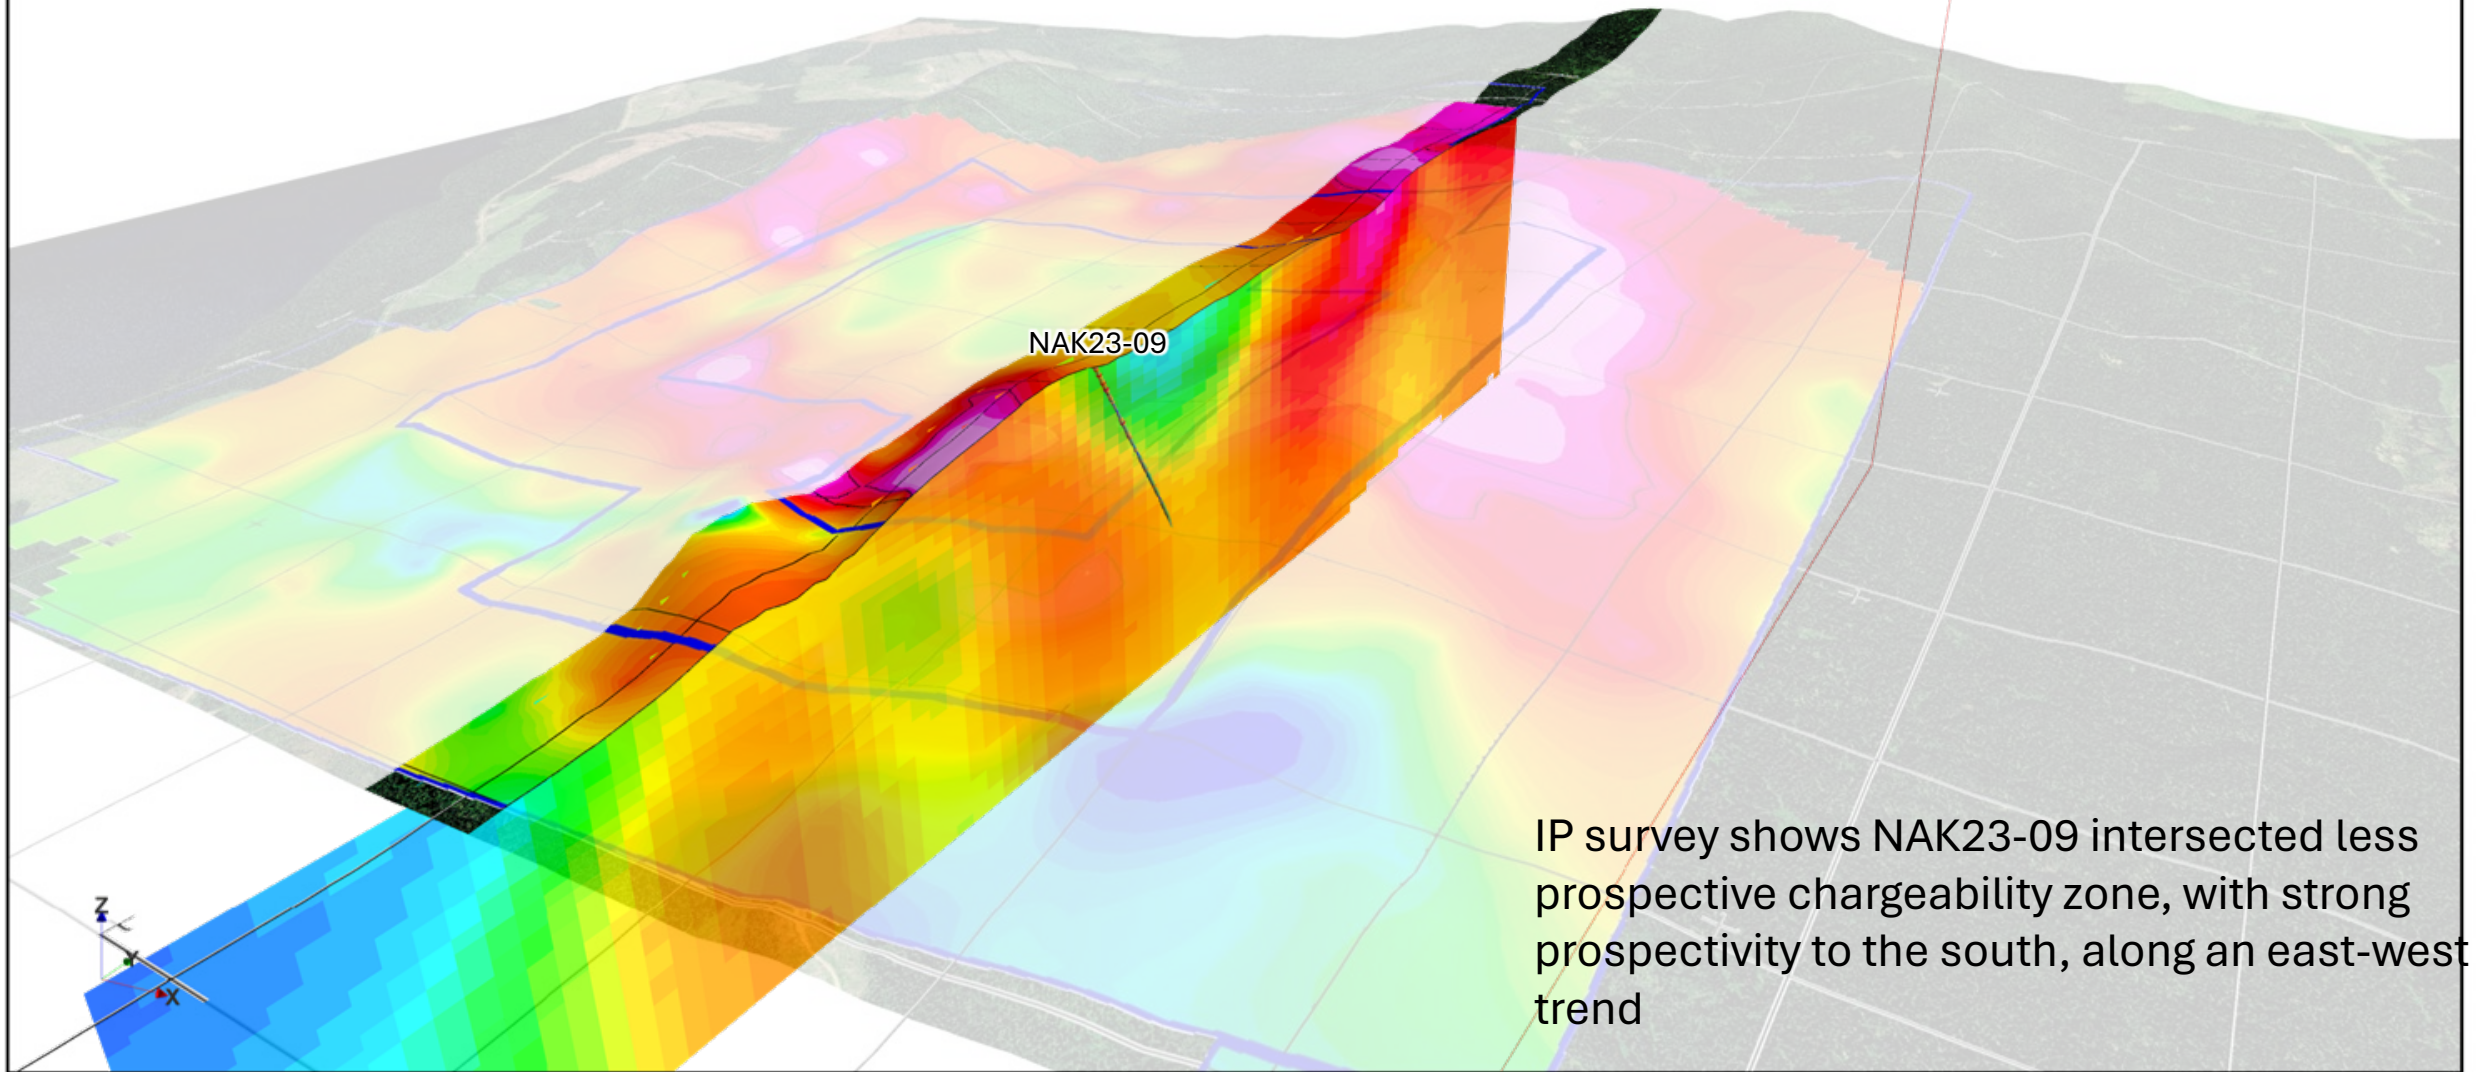 NAK23-09
Z
Y
X
IP survey shows NAK23-09 intersected less
prospective chargeability zone, with strong
prospectivity to the south, along an east-west
trend